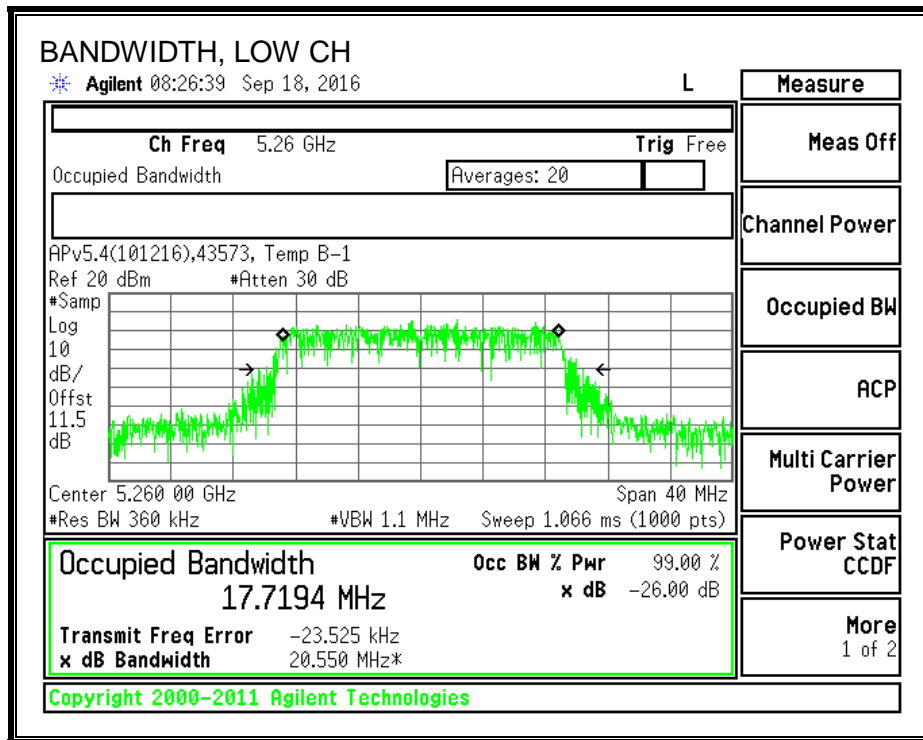 BANDWIDTH, LOW CH
Agilent 08:26:39 Sep 18, 2016 L
Measure
Ch Freq 5.26 GHz Trig Free
Meas Off
Occupied Bandwidth Averages: 20
Channel Power
APv5.4(101216),43573, Temp B-1
Ref 20 dBm #Atten 30 dB
#Samp
Log
10
dB/
Offst
11.5
dB
Occupied BW
ACP
Center 5.260 00 GHz Span 40 MHz
#Res BW 360 kHz #VBW 1.1 MHz Sweep 1.066 ms (1000 pts)
Multi Carrier
Power
Occupied Bandwidth Occ BW % Pwr 99.00 %
17.7194 MHz x dB -26.00 dB
Power Stat
CCDF
Transmit Freq Error -23.525 kHz
x dB Bandwidth 20.550 MHz*
More
1 of 2
Copyright 2000-2011 Agilent Technologies